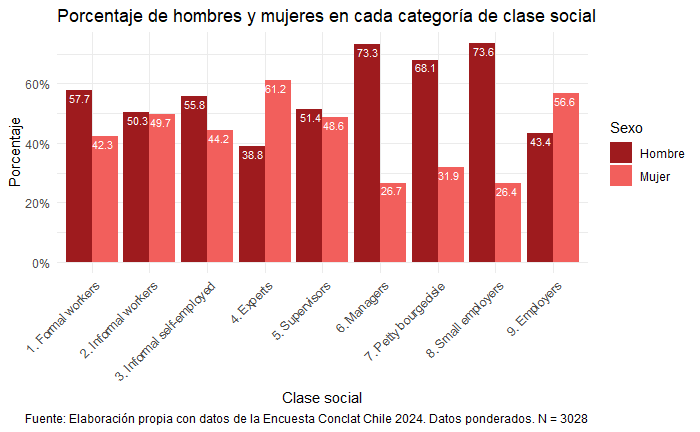 Porcentaje de hombres y mujeres en cada categoría de clase social
Porcentaje
60%
40%
20%
0%
57.7
42.3
50.3
49.7
55.8
44.2
38.8
61.2
51.4
48.6
73.3
26.7
68.1
31.9
73.6
26.4
43.4
56.6
Sexo
Hombre
Mujer
1. Formal workers
2. Informal workers
3. Informal self-employed
4. Experts
5. Supervisors
6. Managers
7. Petty bourgeoisie
8. Small employers
9. Employers
Clase social
Fuente: Elaboración propia con datos de la Encuesta Conclat Chile 2024. Datos ponderados. N = 3028